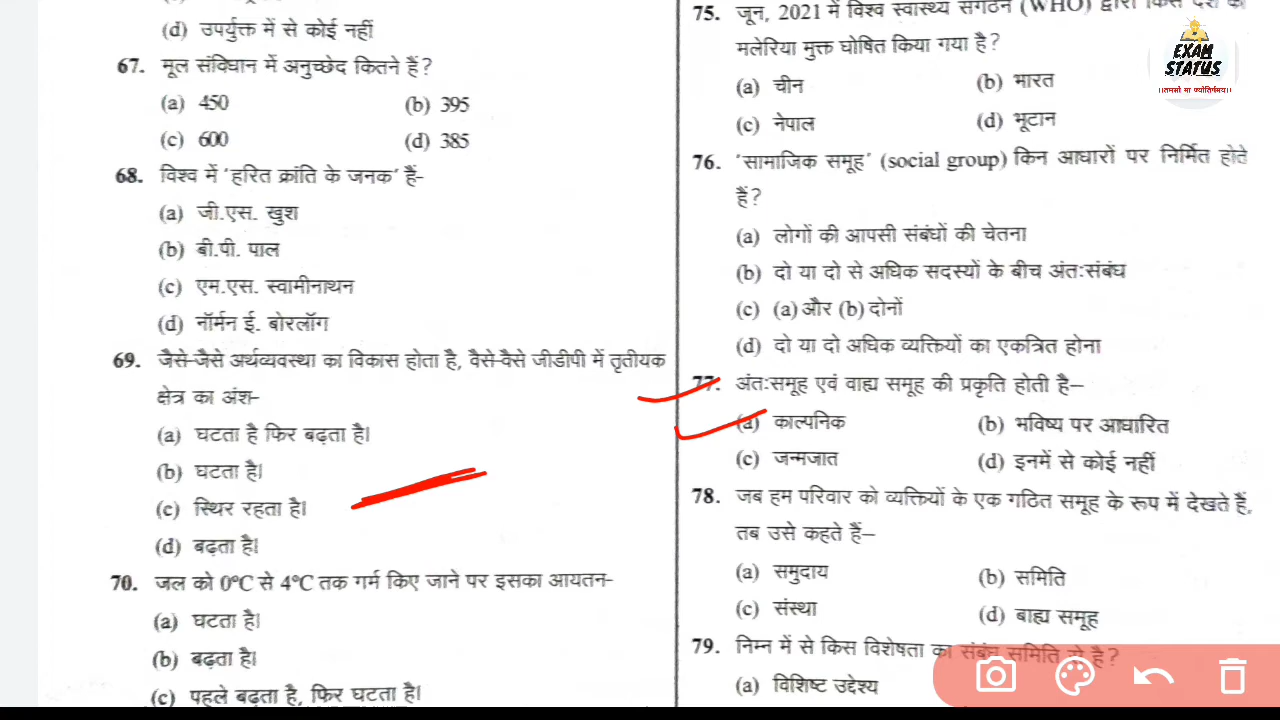 (d) उपर्युक्त में से कोई नहीं
67. मूल संविधान में अनुच्छेद कितने हैं?
(a) 450 (b) 395
(c) 600 (d) 385
68. विश्व में 'हरित क्रांति के जनक' हैं-
(a) जी.एस. खुश
(b) बी.पी. पाल
(c) एम.एस. स्वामीनाथन
(d) नॉर्मन ई. बोरलॉग
69. जैसे-जैसे अर्थव्यवस्था का विकास होता है, वैसे-वैसे जीडीपी में तृतीयक
क्षेत्र का अंश-
(a) घटता है फिर बढ़ता है।
(b) घटता है।
(c) स्थिर रहता है।
(d) बढ़ता है।
70. जल को 0°C से 4°C तक गर्म किए जाने पर इसका आयतन-
(a) घटता है।
(b) बढ़ता है।
(c) पहले बढ़ता है, फिर घटता है।
75. जून, 2021 में विश्व स्वास्थ्य संगठन (WHO) द्वारा किस देश को
मलेरिया मुक्त घोषित किया गया है?
(a) चीन (b) भारत
(c) नेपाल (d) भूटान
76. 'सामाजिक समूह' (social group) किन आधारों पर निर्मित होते
हैं?
(a) लोगों की आपसी संबंधों की चेतना
(b) दो या दो से अधिक सदस्यों के बीच अंतःसंबंध
(c) (a) और (b) दोनों
(d) दो या दो अधिक व्यक्तियों का एकत्रित होना
77. अंतःसमूह एवं वाह्य समूह की प्रकृति होती है–
(a) काल्पनिक (b) भविष्य पर आधारित
(c) जन्मजात (d) इनमें से कोई नहीं
78. जब हम परिवार को व्यक्तियों के एक गठित समूह के रूप में देखते हैं,
तब उसे कहते हैं–
(a) समुदाय (b) समिति
(c) संस्था (d) बाह्य समूह
79. निम्न में से किस विशेषता का संबंध समिति से है?
(a) विशिष्ट उद्देश्य
EXAM
STATUS
।।तमसो मा ज्योतिर्गमय।।